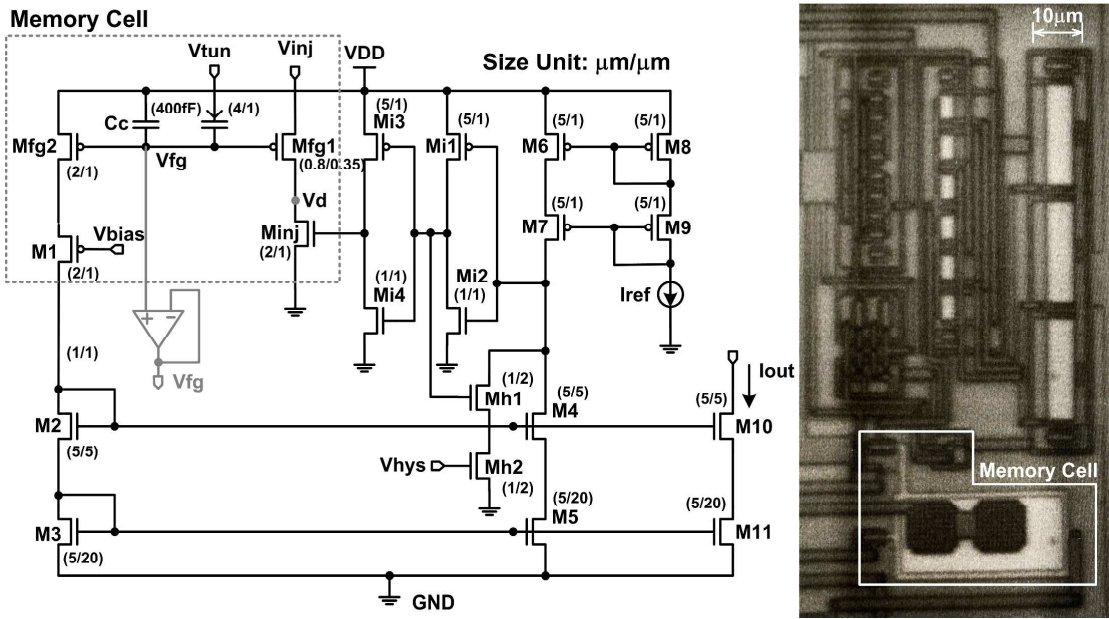 Memory Cell
Vtun
Vinj
VDD
Size Unit: μm/μm
10μm
(400fF)
(4/1)
Cc
(5/1)
Mi3
(5/1)
Mi1
(5/1)
M6
(5/1)
M8
Mfg2
(2/1)
Vfg
Mfg1
(0.8/0.35)
Vd
Minj
(2/1)
(5/1)
M7
(5/1)
M9
Vbias
M1
(2/1)
(1/1)
Mi4
Mi2
(1/1)
Iref
+
-
Vfg
(1/1)
(1/2)
Mh1
(5/5)
M4
(5/5)
Iout
M2
(5/5)
M10
Vhys
Mh2
(1/2)
Memory Cell
M3
(5/20)
(5/20)
M5
(5/20)
M11
GND